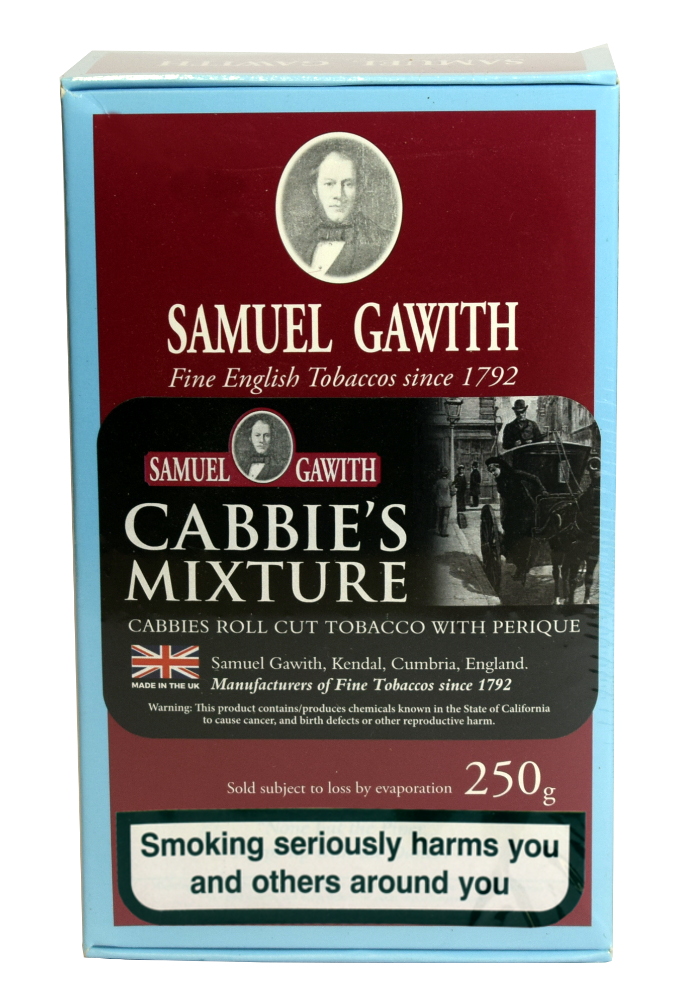 SAMUEL GAWITH
SAMUEL GAWITH
Fine English Tobaccos since 1792
SAMUEL GAWITH
CABBIE'S
MIXTURE
CABBIES ROLL CUT TOBACCO WITH PERIQUE
MADE IN THE UK
Samuel Gawith, Kendal, Cumbria, England.
Manufacturers of Fine Tobaccos since 1792
Warning: This product contains/produces chemicals known in the State of California
to cause cancer, and birth defects or other reproductive harm.
Sold subject to loss by evaporation 250g
Smoking seriously harms you
and others around you